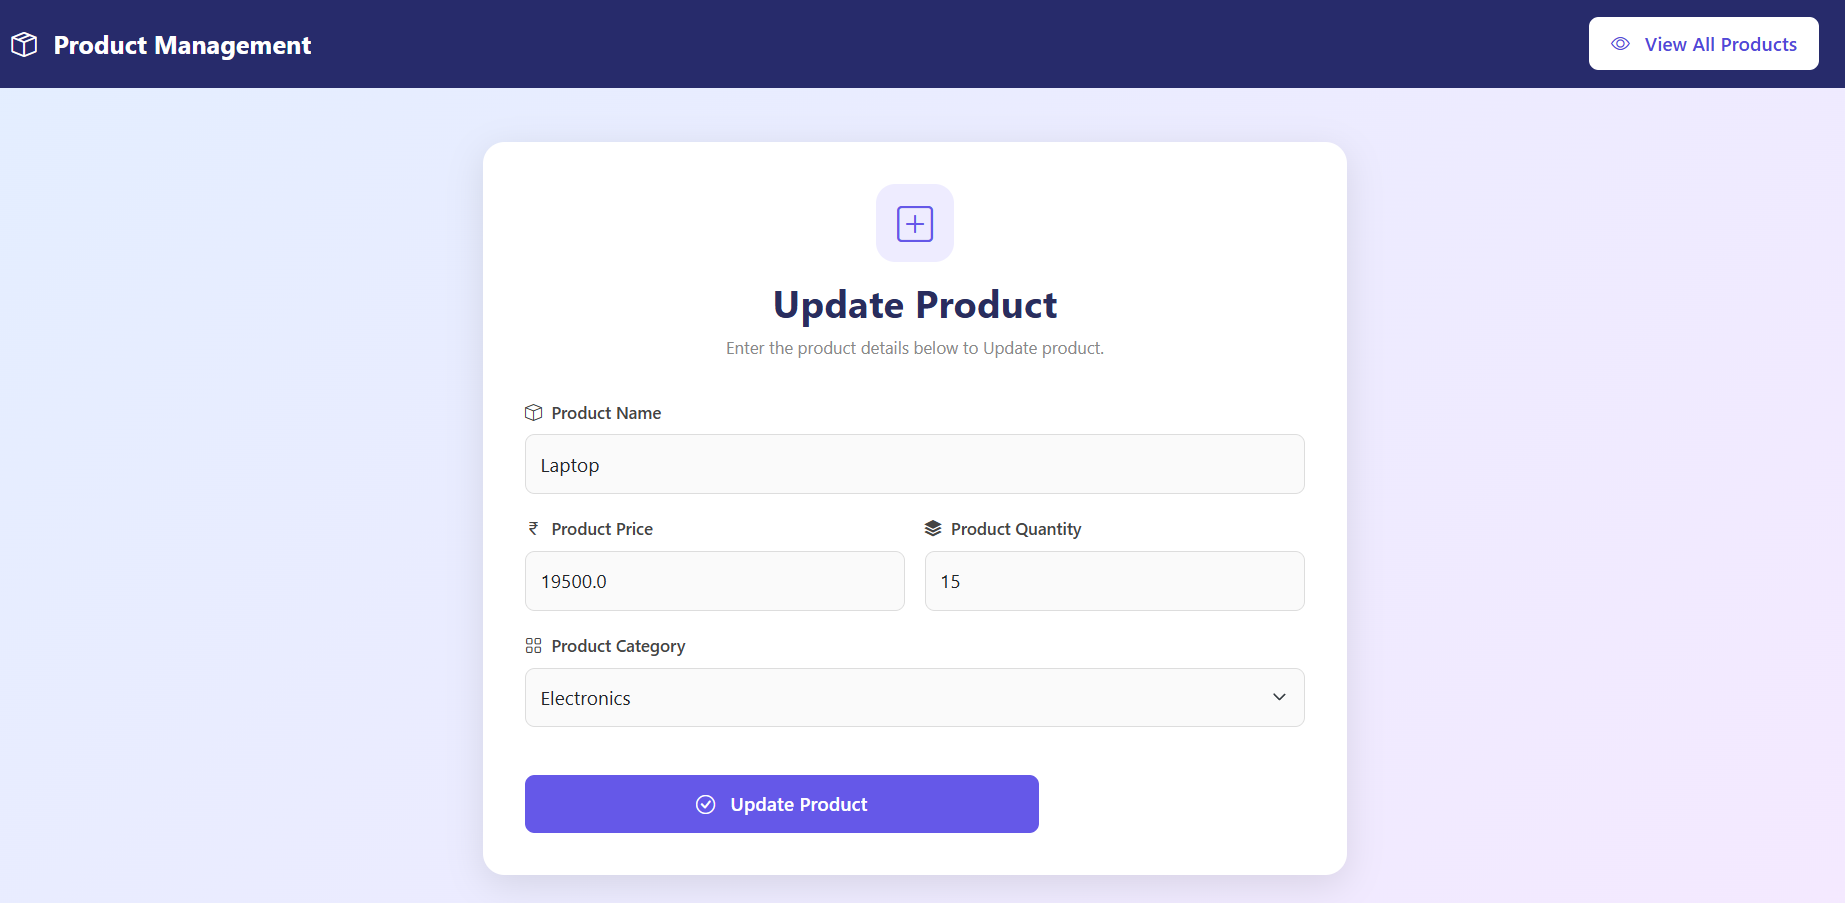 Product Management
View All Products
Update Product
Enter the product details below to Update product.
Product Name
Laptop
₹ Product Price
Product Quantity
19500.0
15
Product Category
Electronics
Update Product